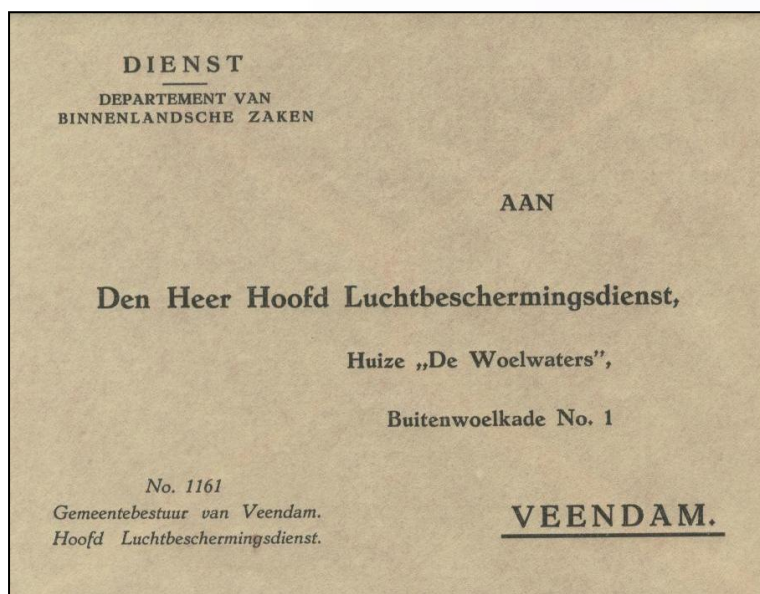 DIENST
DEPARTEMENT VAN
BINNENLANDSCHE ZAKEN
AAN
Den Heer Hoofd Luchtbeschermingsdienst,
Huize „De Woelwaters”,
Buitenwoelkade No. 1
No. 1161
Gemeentebestuur van Veendam.
Hoofd Luchtbeschermingsdienst.
VEENDAM.